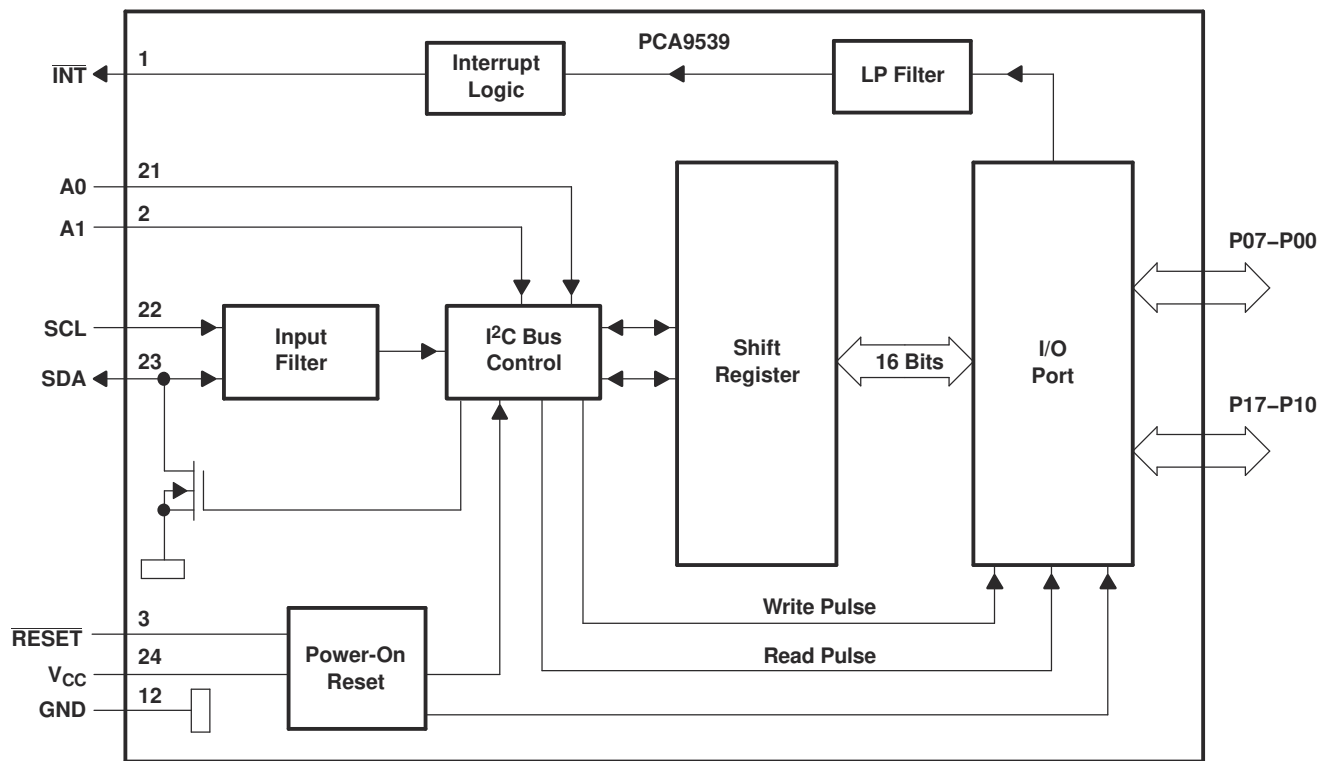 PCA9539
INT
1
Interrupt
Logic
LP Filter
A0
21
A1
2
P07–P00
SCL
22
SDA
23
Input
Filter
I2C Bus
Control
Shift
Register
16 Bits
I/O
Port
P17–P10
RESET
3
VCC
24
GND
12
Power-On
Reset
Write Pulse
Read Pulse